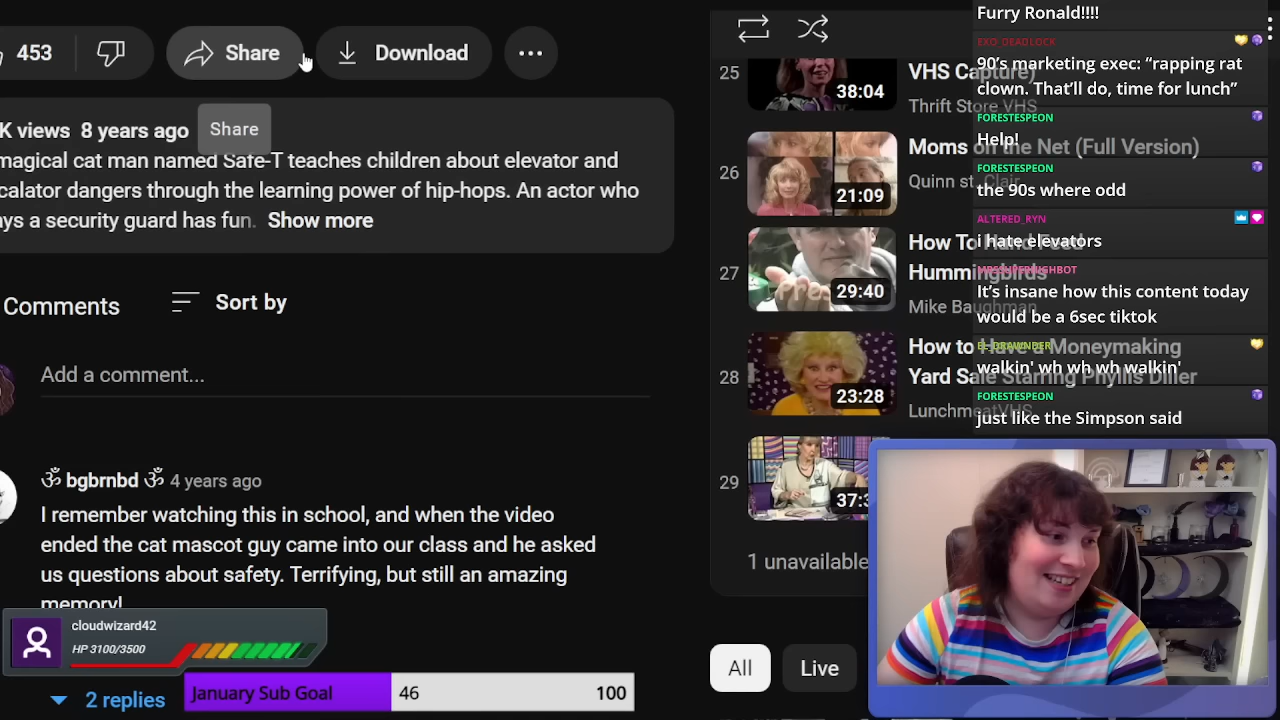 453
Share
Download
Share
K views 8 years ago
magical cat man named Safe-T teaches children about elevator and
calator dangers through the learning power of hip-hops. An actor who
ys a security guard has fun. Show more
Comments
Sort by
Add a comment...
ॐ bgbrnbd ॐ 4 years ago
I remember watching this in school, and when the video
ended the cat mascot guy came into our class and he asked
us questions about safety. Terrifying, but still an amazing
memory!
cloudwizard42
HP 3100/3500
2 replies
January Sub Goal
46
100
25
38:04
VHS Capture)
Thrift Store VHS
26
21:09
Moms on the Net (Full Version)
Quinn st. Clair
27
29:40
How To Hand Feed
Hummingbirds
Mike Baughman
28
23:28
How to Have a Moneymaking
Yard Sale Starring Phyllis Diller
LunchmeatVHS
29
37:3
1 unavailable
All
Live
Furry Ronald!!!!
EXO_DEADLOCK
90's marketing exec: “rapping rat
clown. That'll do, time for lunch”
FORESTESPEON
Help!
FORESTESPEON
the 90s where odd
ALTERED_RYN
i hate elevators
It's insane how this content today
would be a 6sec tiktok
walkin' wh wh wh walkin'
FORESTESPEON
just like the Simpson said